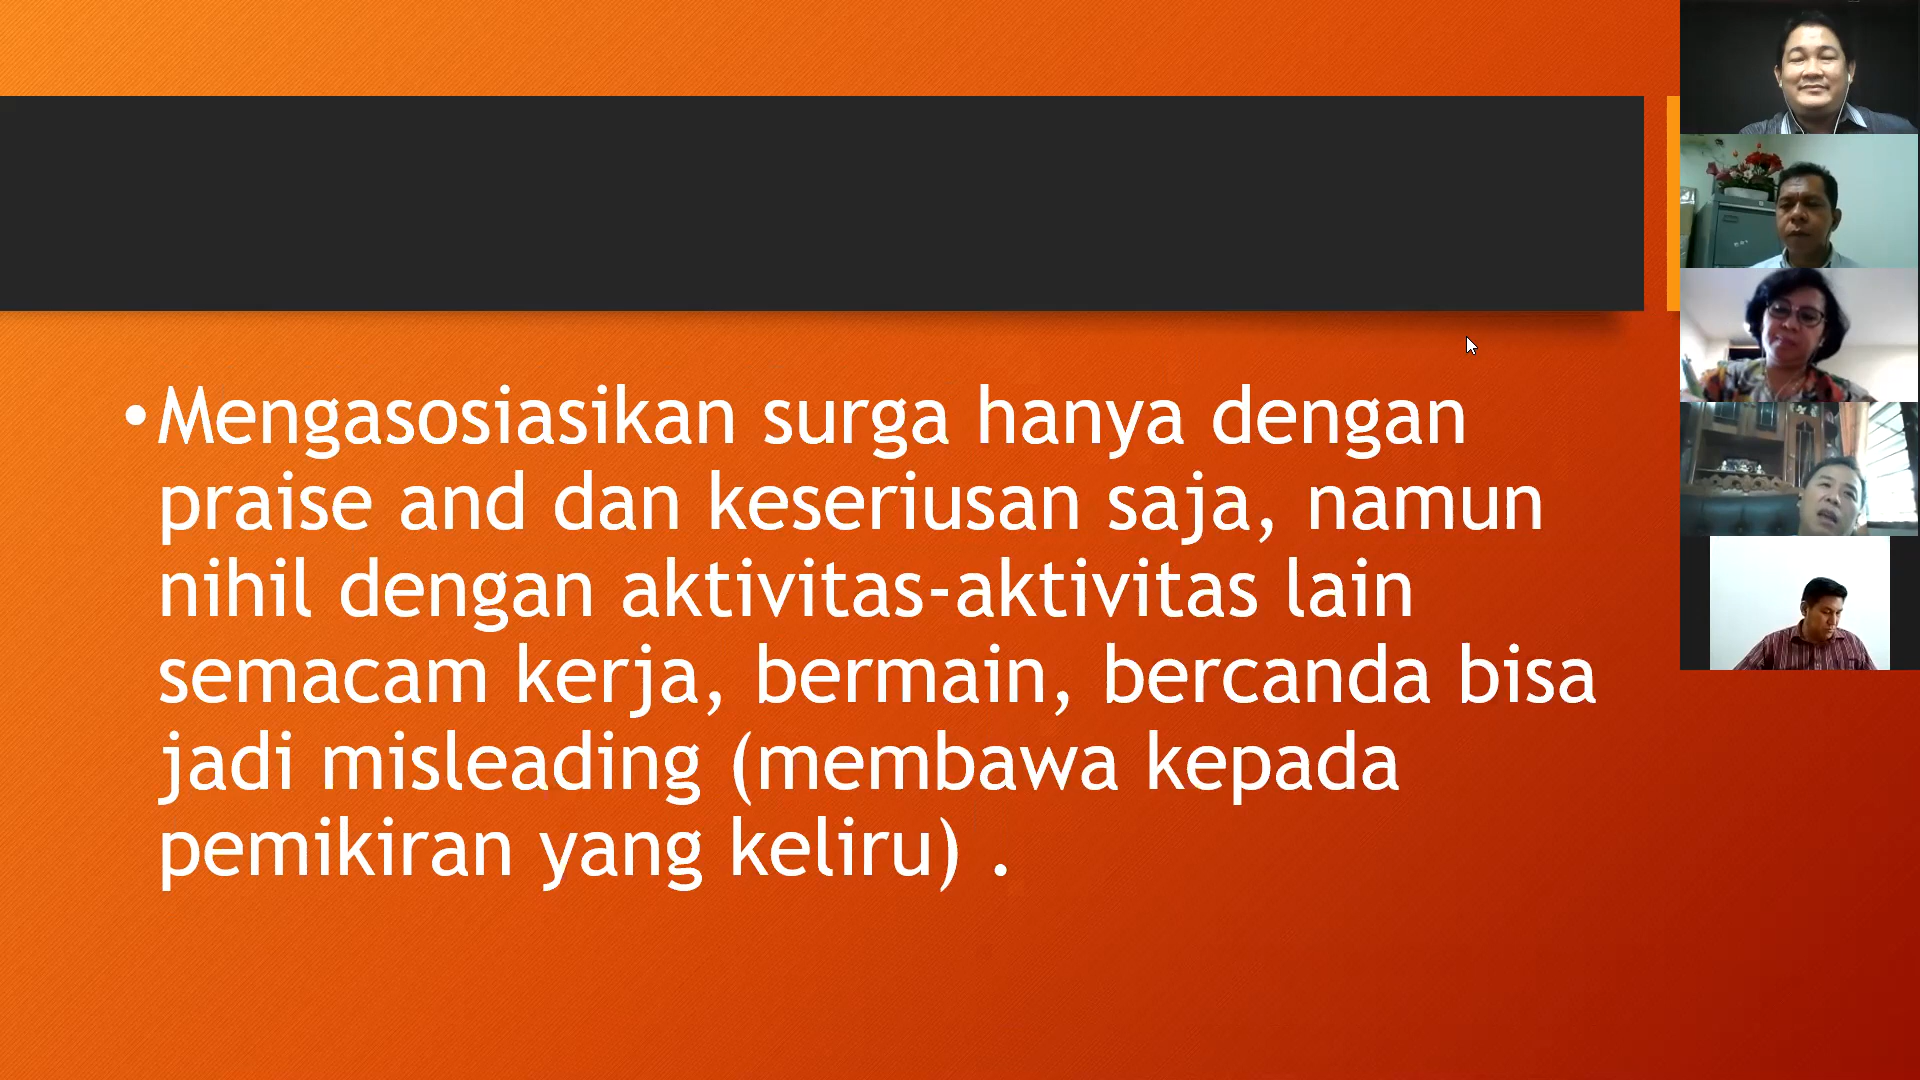 •Mengasosiasikan surga hanya dengan
praise and dan keseriusan saja, namun
nihil dengan aktivitas-aktivitas lain
semacam kerja, bermain, bercanda bisa
jadi misleading (membawa kepada
pemikiran yang keliru) .